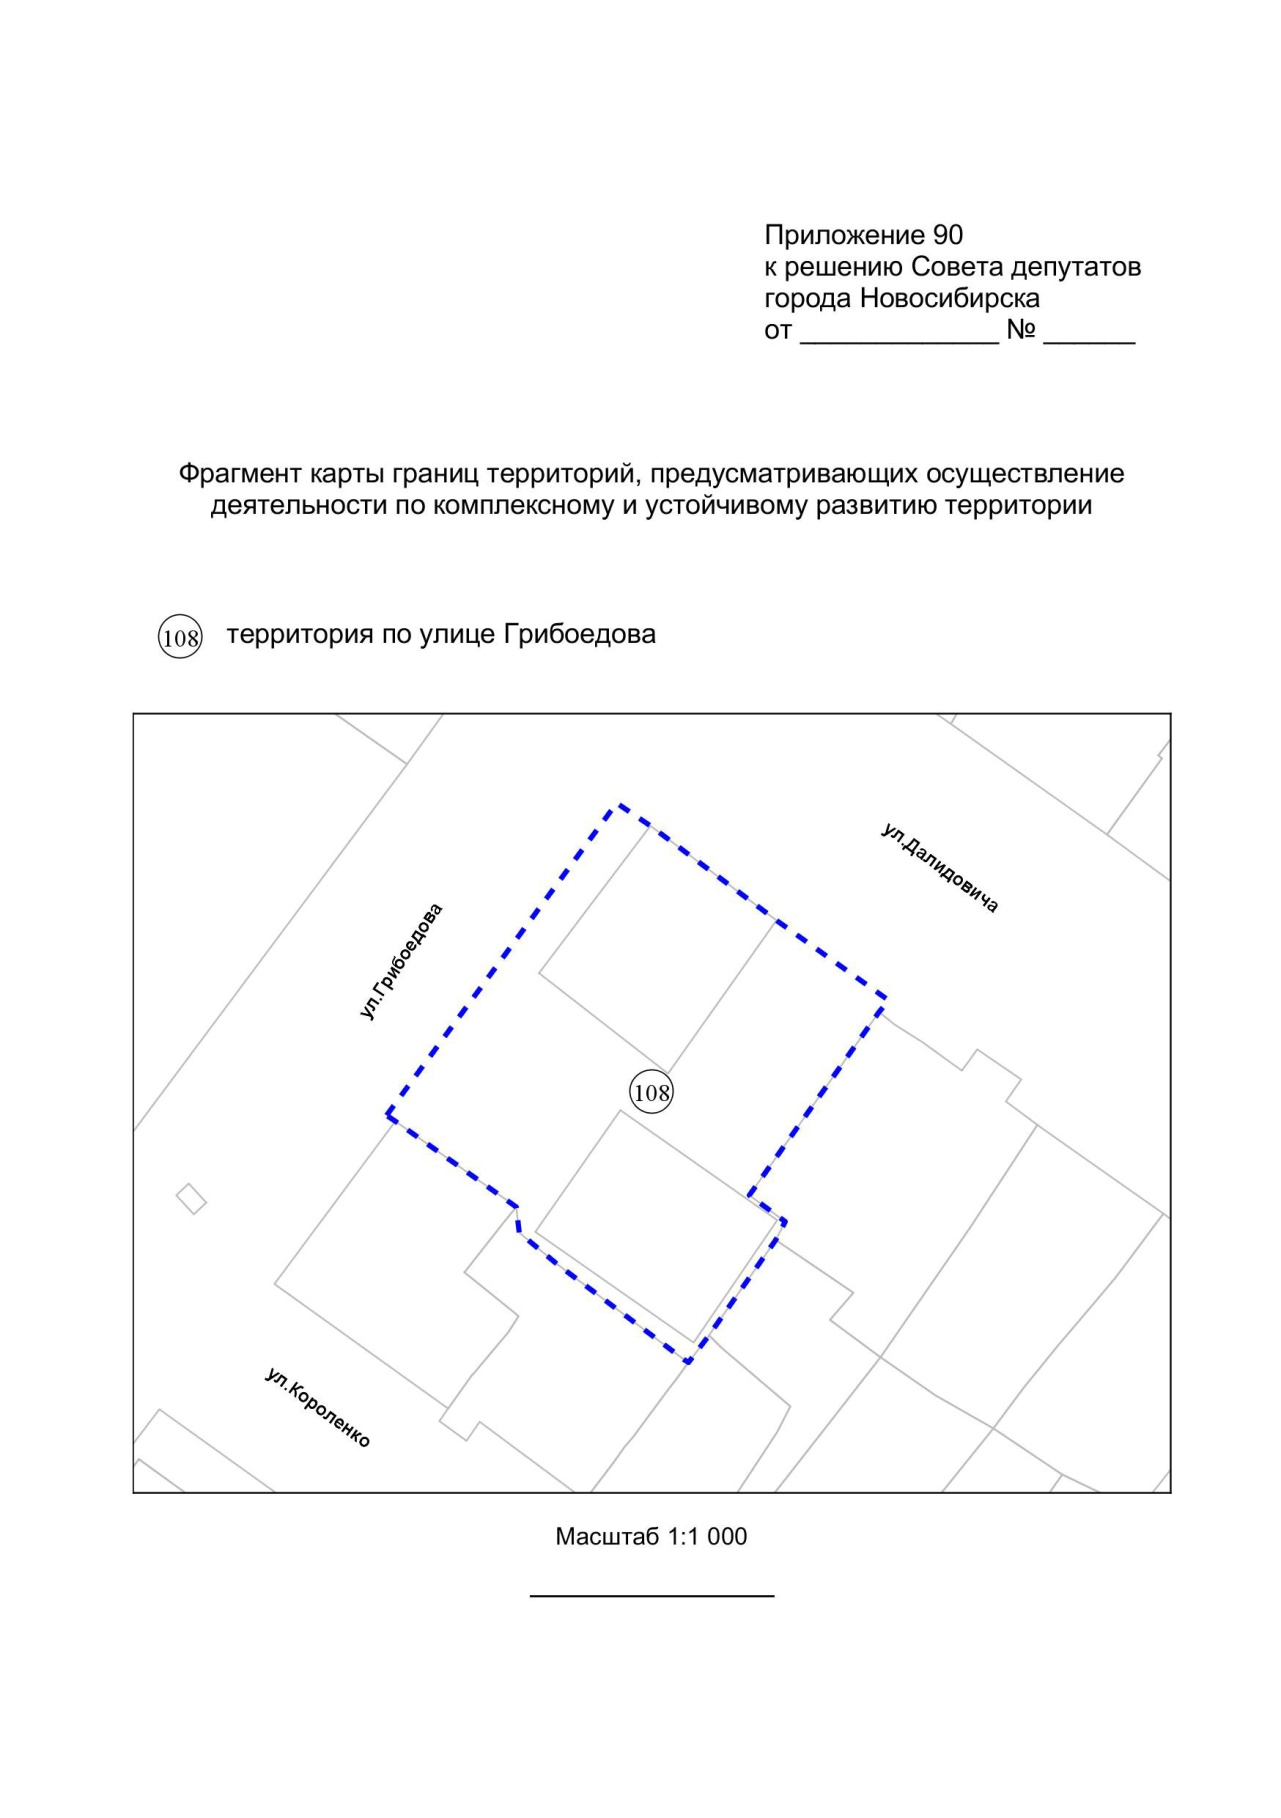 Приложение 90
к решению Совета депутатов
города Новосибирска
от _____________ № ______
Фрагмент карты границ территорий, предусматривающих осуществление
деятельности по комплексному и устойчивому развитию территории
108 территория по улице Грибоедова
ул.Далидовича
ул.Грибоедова
108
ул.Короленко
Масштаб 1:1 000